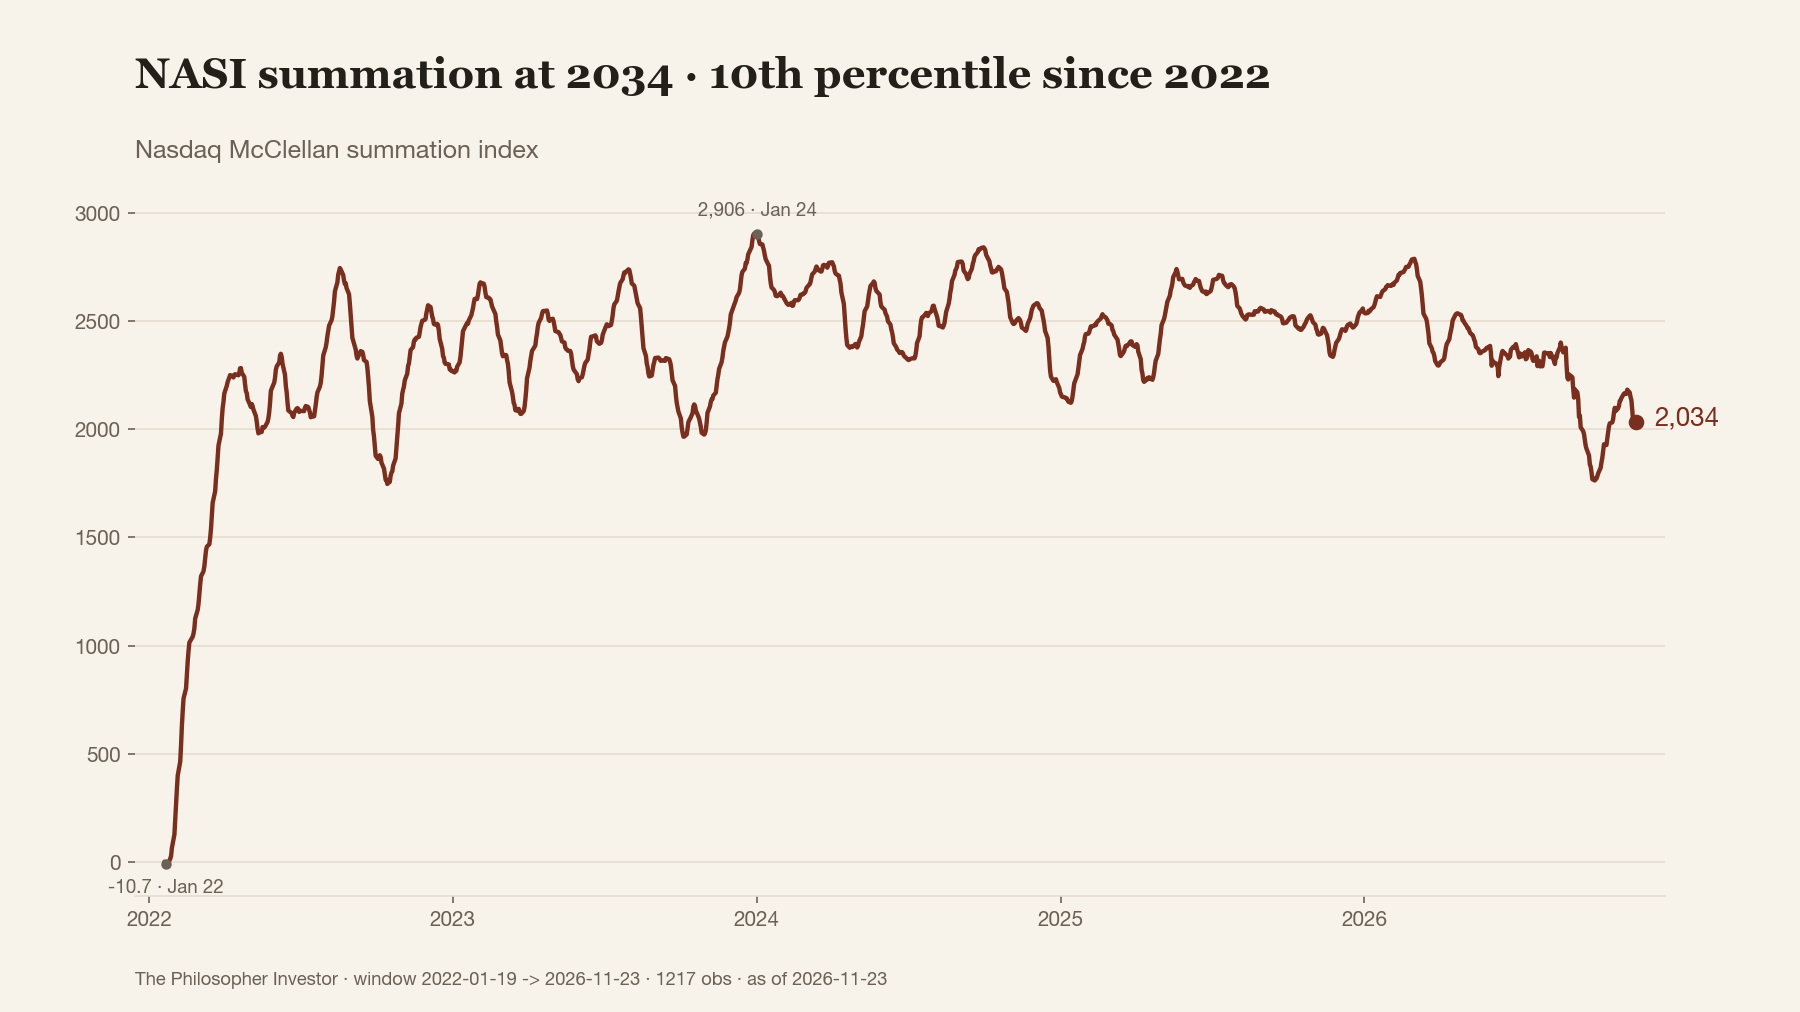 NASI summation at 2034 · 10th percentile since 2022
Nasdaq McClellan summation index
2,906 · Jan 24
3000
2500
2000
2,034
1500
1000
500
0
-10.7 · Jan 22
2022 2023 2024 2025 2026
The Philosopher Investor · window 2022-01-19 -> 2026-11-23 · 1217 obs · as of 2026-11-23